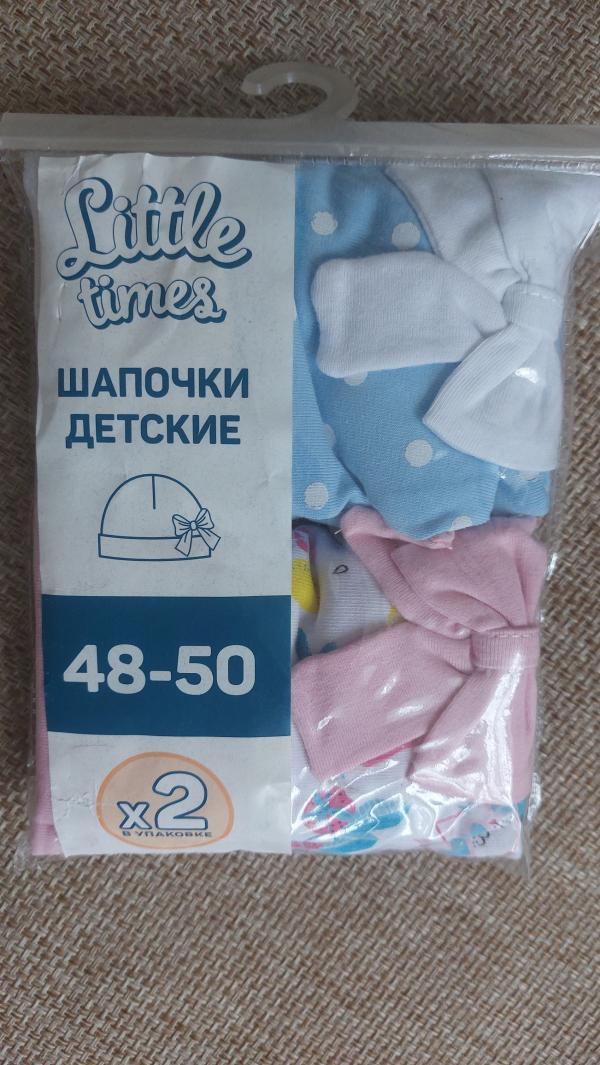 Little
times
ШАПОЧКИ
ДЕТСКИЕ
48-50
x2
В УПАКОВКЕ